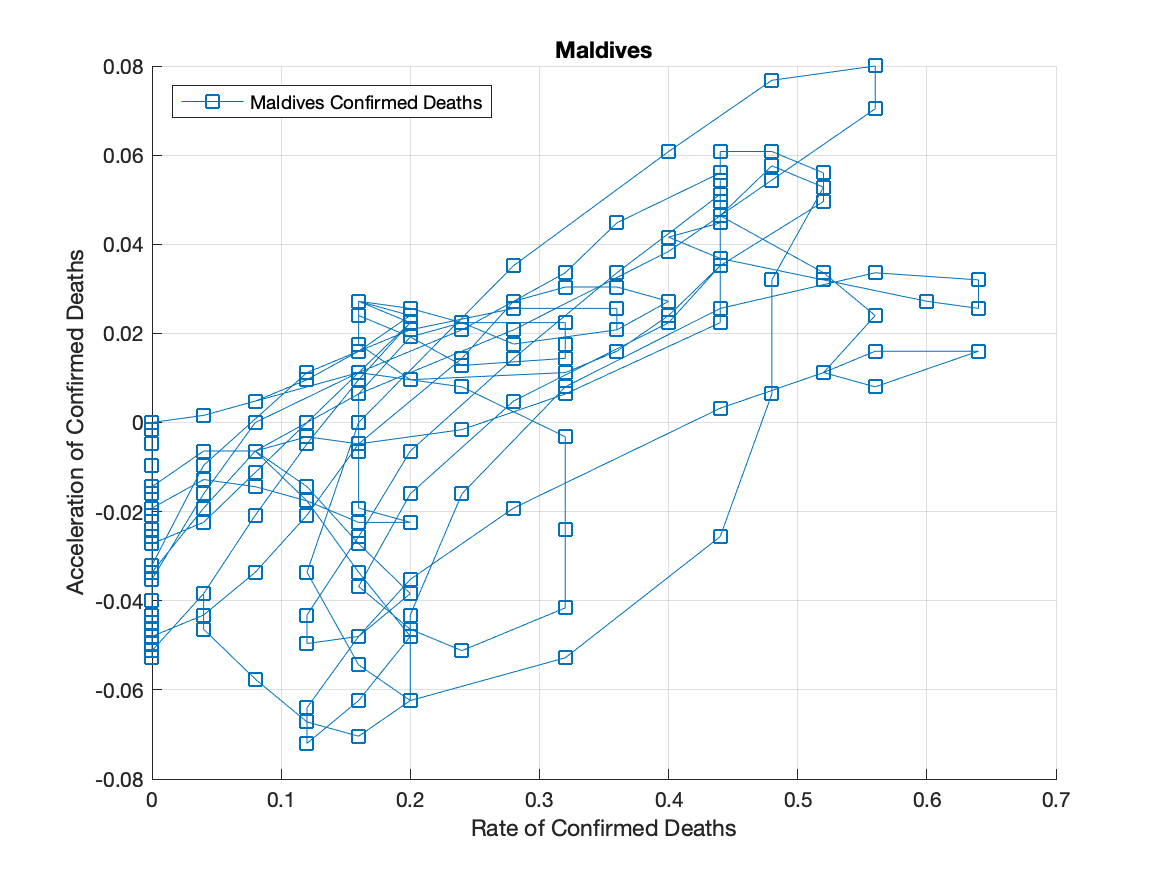 Maldives
Maldives Confirmed Deaths
0.08
0.06
0.04
0.02
0
-0.02
-0.04
-0.06
-0.08
Acceleration of Confirmed Deaths
0 0.1 0.2 0.3 0.4 0.5 0.6 0.7
Rate of Confirmed Deaths